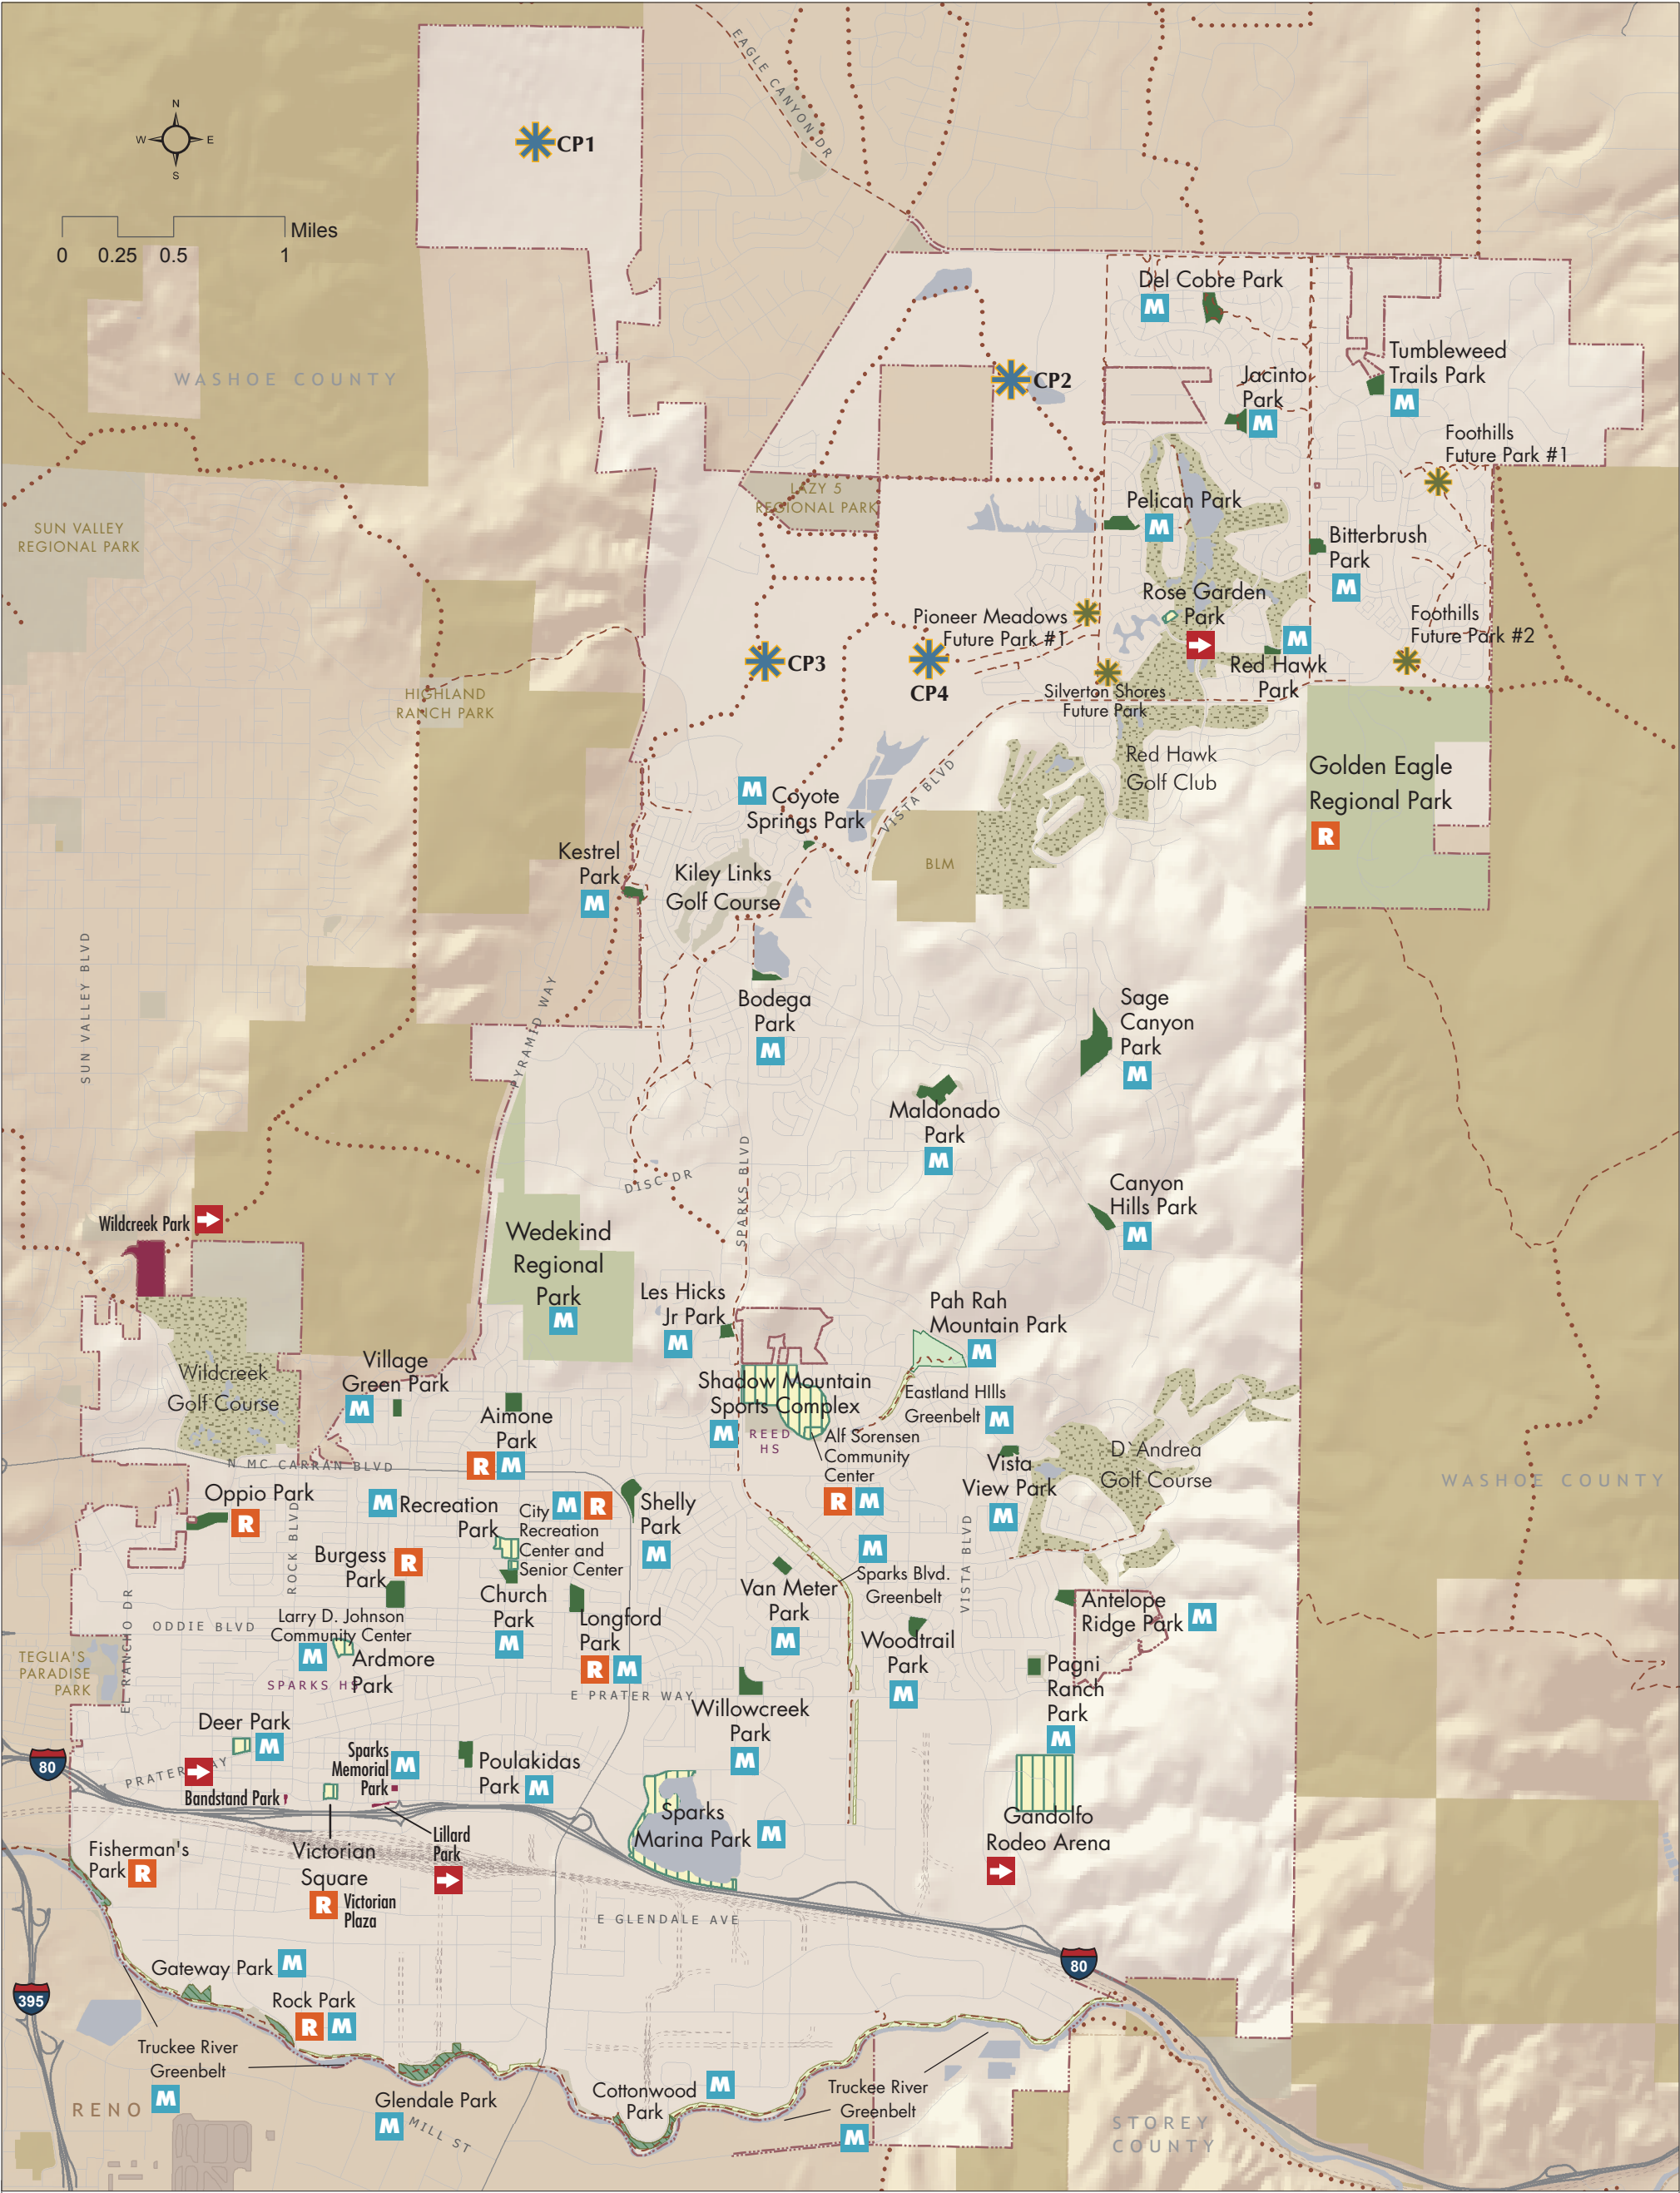 EAGLE CANYON DR
N
W
E
S
CP1
Miles
0
0.25
0.5
1
Del Cobre Park
M
WASHOE COUNTY
CP2
Tumbleweed
Trails Park
M
Jacinto
Park
M
Foothills
Future Park #1
LAZY 5
REGIONAL PARK
Pelican Park
M
SUN VALLEY
REGIONAL PARK
Bitterbrush
Park
M
Rose Garden
Park
Pioneer Meadows
Future Park #1
Foothills
Future Park #2
M
Red Hawk
Park
CP3
CP4
Silverton Shores
Future Park
HIGHLAND
RANCH PARK
Red Hawk
Golf Club
Golden Eagle
Regional Park
R
M
Coyote
Springs Park
VISTA BLVD
Kestrel
Park
M
Kiley Links
Golf Course
BLM
SUN VALLEY BLVD
PYRAMID WAY
Bodega
Park
M
Sage
Canyon
Park
M
Maldonado
Park
M
DISC DR
SPARKS BLVD
Canyon
Hills Park
M
Wildcreek Park
Wedekind
Regional
Park
M
Les Hicks
Jr Park
M
Pah Rah
Mountain Park
M
Wildcreek
Golf Course
Village
Green Park
M
Aimone
Park
R
M
Shadow Mountain
Sports Complex
M
REED
HS
Eastland HIlls
Greenbelt
M
Alf Sorensen
Community
Center
R
M
Vista
View Park
M
D'Andrea
Golf Course
WASHOE COUNTY
N MC CARRAN BLVD
Oppio Park
R
ROCK BLVD
M
Recreation
Park
City
M
R
Recreation
Center and
Senior Center
Shelly
Park
M
Burgess
Park
R
Church
Park
M
Longford
Park
R
M
Van Meter
Park
M
M
Sparks Blvd.
Greenbelt
VISTA BLVD
Woodtrail
Park
M
Antelope
Ridge Park
M
Larry D. Johnson
Community Center
M
Ardmore
Park
ODDIE BLVD
EL RANCHO DR
TEGLIA'S
PARADISE
PARK
SPARKS HS
E PRATER WAY
Willowcreek
Park
M
Pagni
Ranch
Park
M
Deer Park
M
80
PRATER WAY
Bandstand Park
Sparks
Memorial
Park
M
Poulakidas
Park
M
Sparks
Marina Park
M
Gandolfo
Rodeo Arena
Lillard
Park
Fisherman's
Park
R
Victorian
Square
R
Victorian
Plaza
E GLENDALE AVE
80
395
Gateway Park
M
Rock Park
R
M
Truckee River
Greenbelt
M
RENO
Glendale Park
M
MILL ST
Cottonwood
Park
M
Truckee River
Greenbelt
M
STOREY
COUNTY